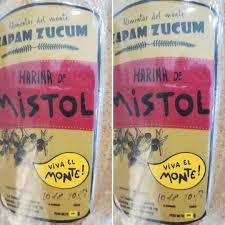 Alimentos del monte
ZAPAM ZUCUM
HARINA DE
MISTOL
VIVA EL
MONTE!
Alimentos del monte
ZAPAM ZUCUM
HARINA DE
MISTOL
VIVA EL
MONTE!